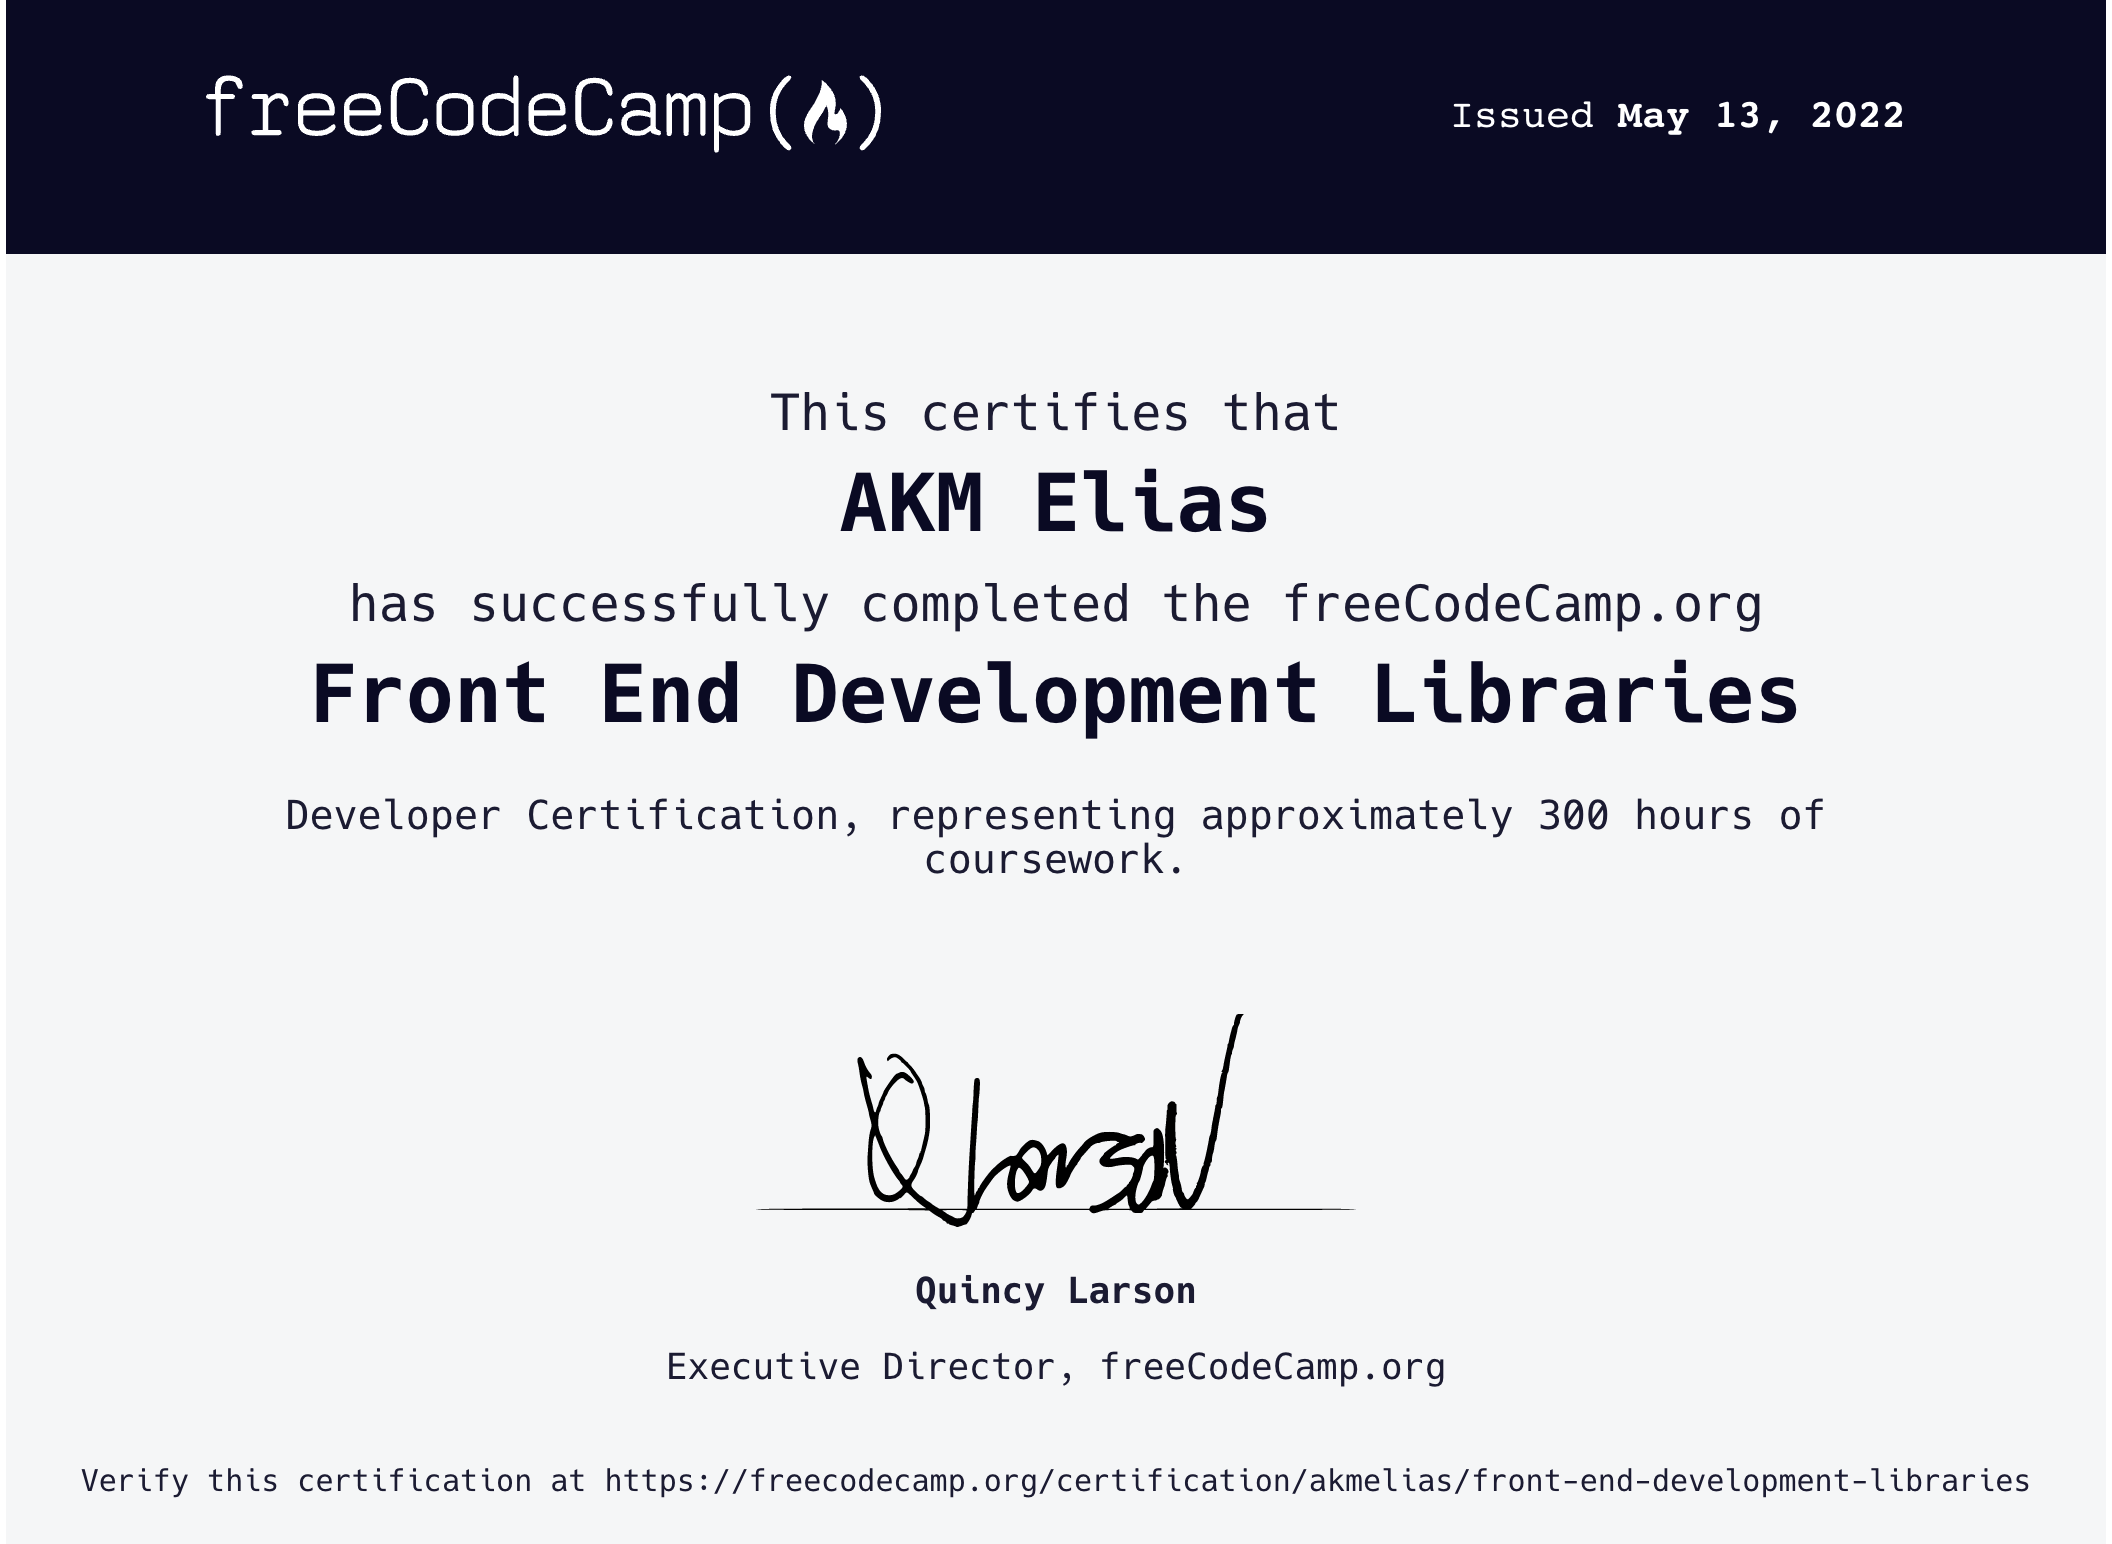 freeCodeCamp(🔥)
Issued May 13, 2022
This certifies that
AKM Elias
has successfully completed the freeCodeCamp.org
Front End Development Libraries
Developer Certification, representing approximately 300 hours of
coursework.
Q Larson
Quincy Larson
Executive Director, freeCodeCamp.org
Verify this certification at https://freecodecamp.org/certification/akmelias/front-end-development-libraries